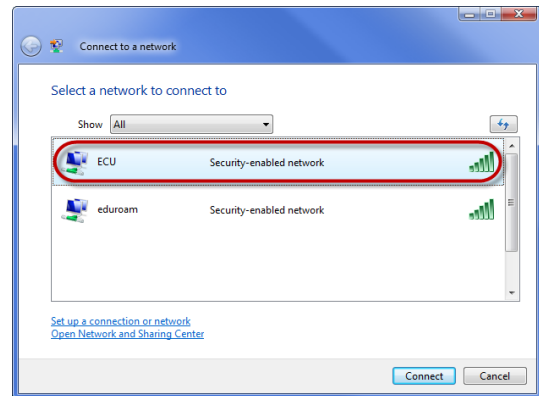 Connect to a network
Select a network to connect to
Show All
ECU Security-enabled network
eduroam Security-enabled network
Set up a connection or network
Open Network and Sharing Center
Connect Cancel